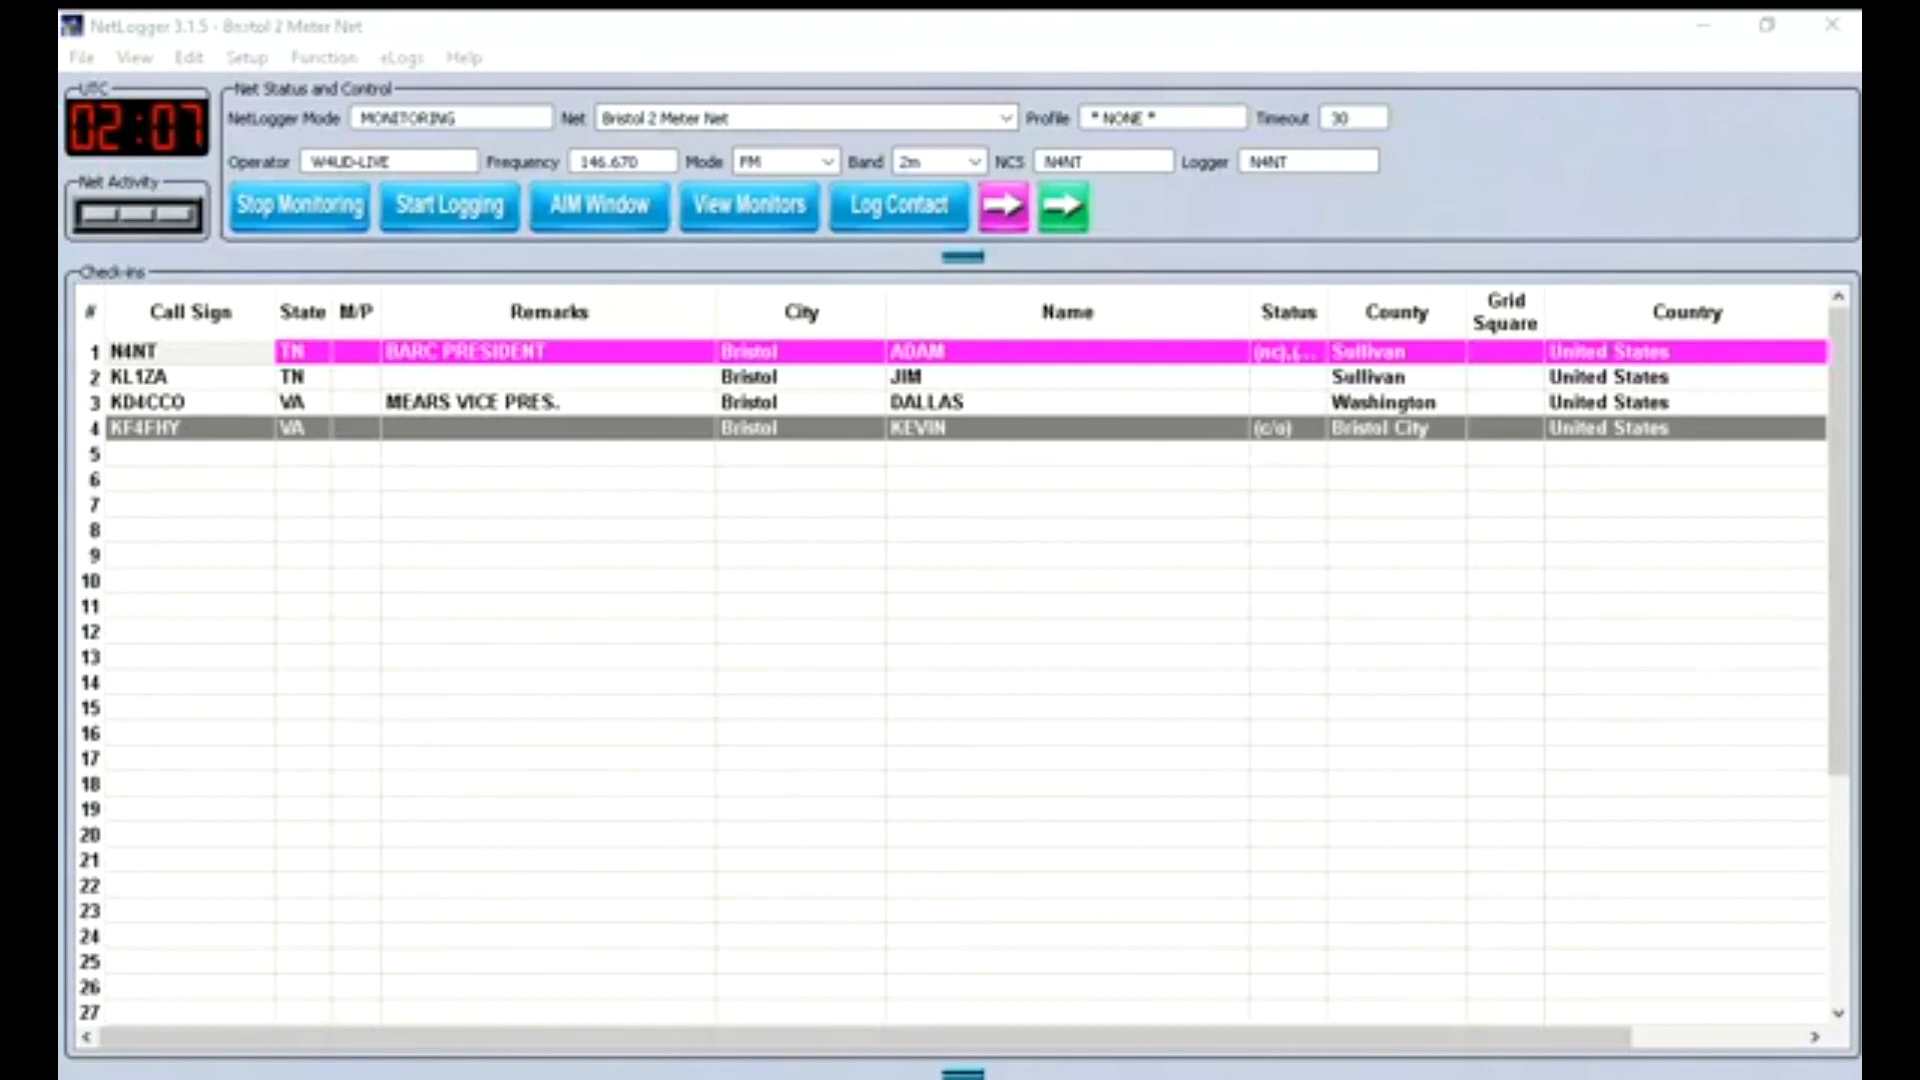 NetLogger 3.1.5 - Bristol 2 Meter Net
File View Edit Setup Function eLogs Help
UTC
02:07
Net Status and Control
NetLogger Mode MONITORING Net Bristol 2 Meter Net Profile * NONE * Timeout 30
Operator W4UD-LIVE Frequency 146.670 Mode FM Band 2m NCS N4NT Logger N4NT
Net Activity
Stop Monitoring Start Logging AIM Window View Monitors Log Contact
Check-ins
# Call Sign State M/P Remarks City Name Status County Grid Square Country
1 N4NT TN BARC PRESIDENT Bristol ADAM (nc),(... Sullivan United States
2 KL1ZA TN Bristol JIM Sullivan United States
3 KD4CCO VA MEARS VICE PRES. Bristol DALLAS Washington United States
4 KF4FHY VA Bristol KEVIN (c/o) Bristol City United States
5
6
7
8
9
10
11
12
13
14
15
16
17
18
19
20
21
22
23
24
25
26
27